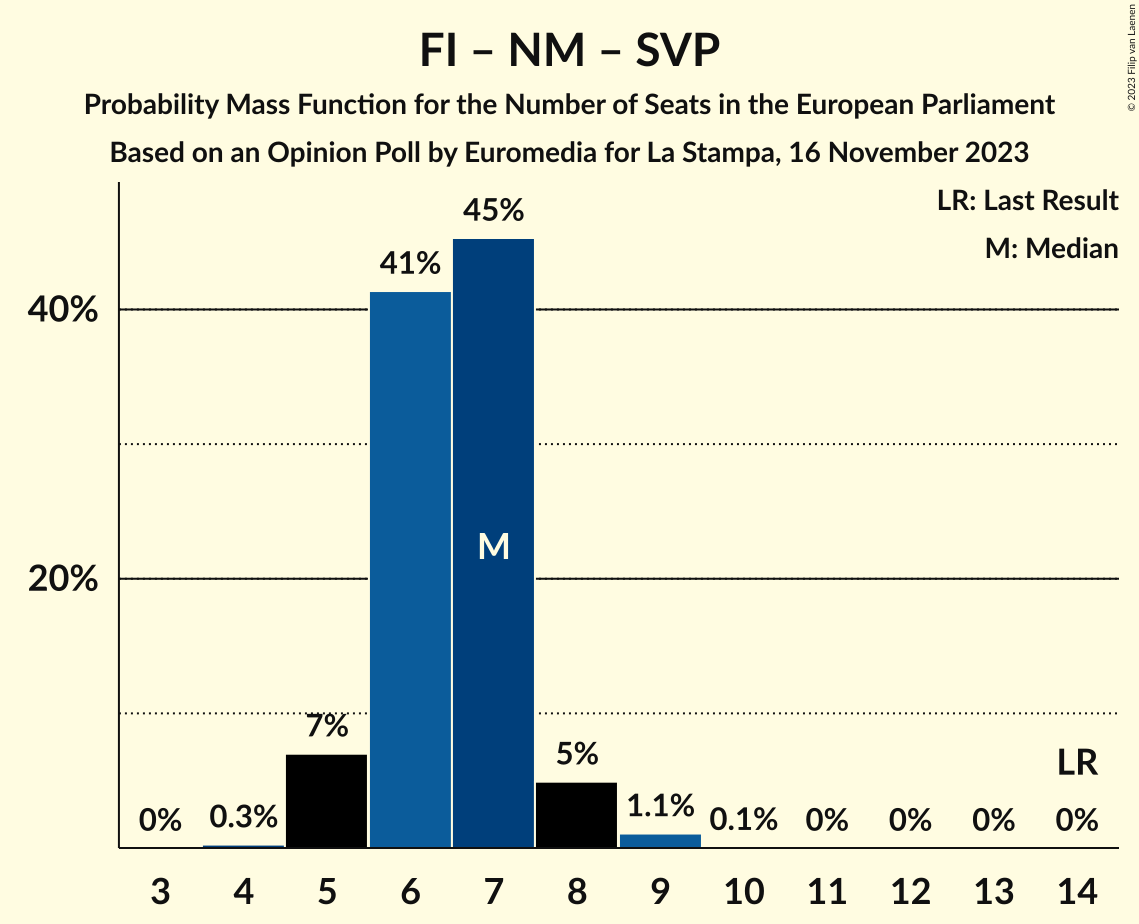 FI – NM – SVP
Probability Mass Function for the Number of Seats in the European Parliament
Based on an Opinion Poll by Euromedia for La Stampa, 16 November 2023
© 2023 Filip van Laenen
LR: Last Result
M: Median
45%
41%
40%
M
20%
7%
5%
LR
0%
0.3%
1.1%
0.1%
0%
0%
0%
0%
3 4 5 6 7 8 9 10 11 12 13 14